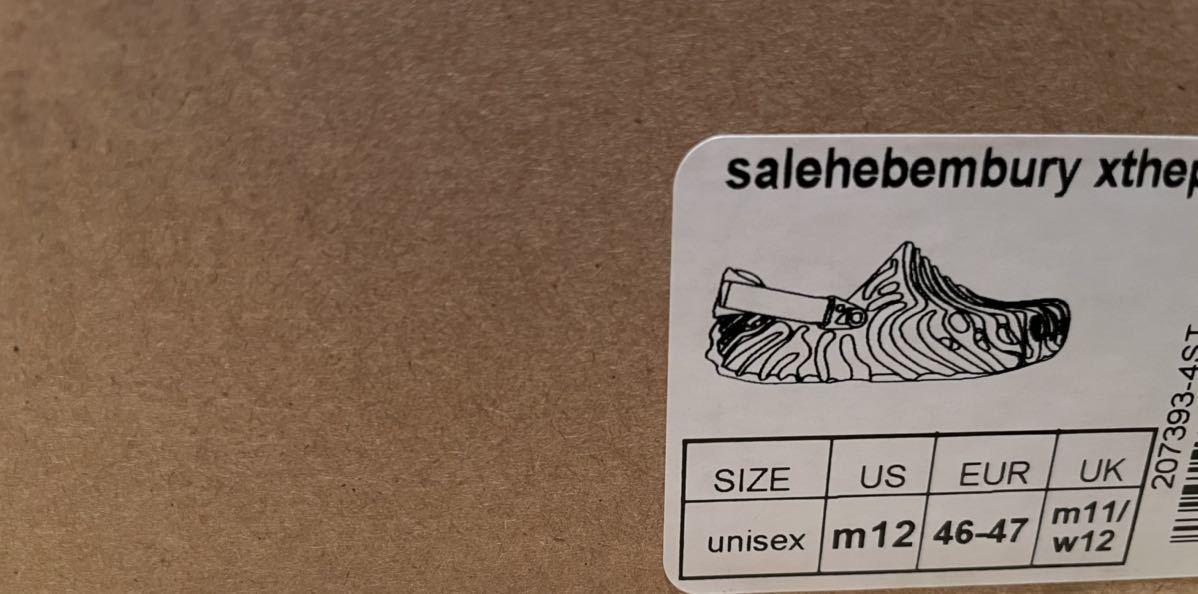 salehebembury xthep
SIZE US EUR UK
unisex m12 46-47 m11/
w12
207393-4ST